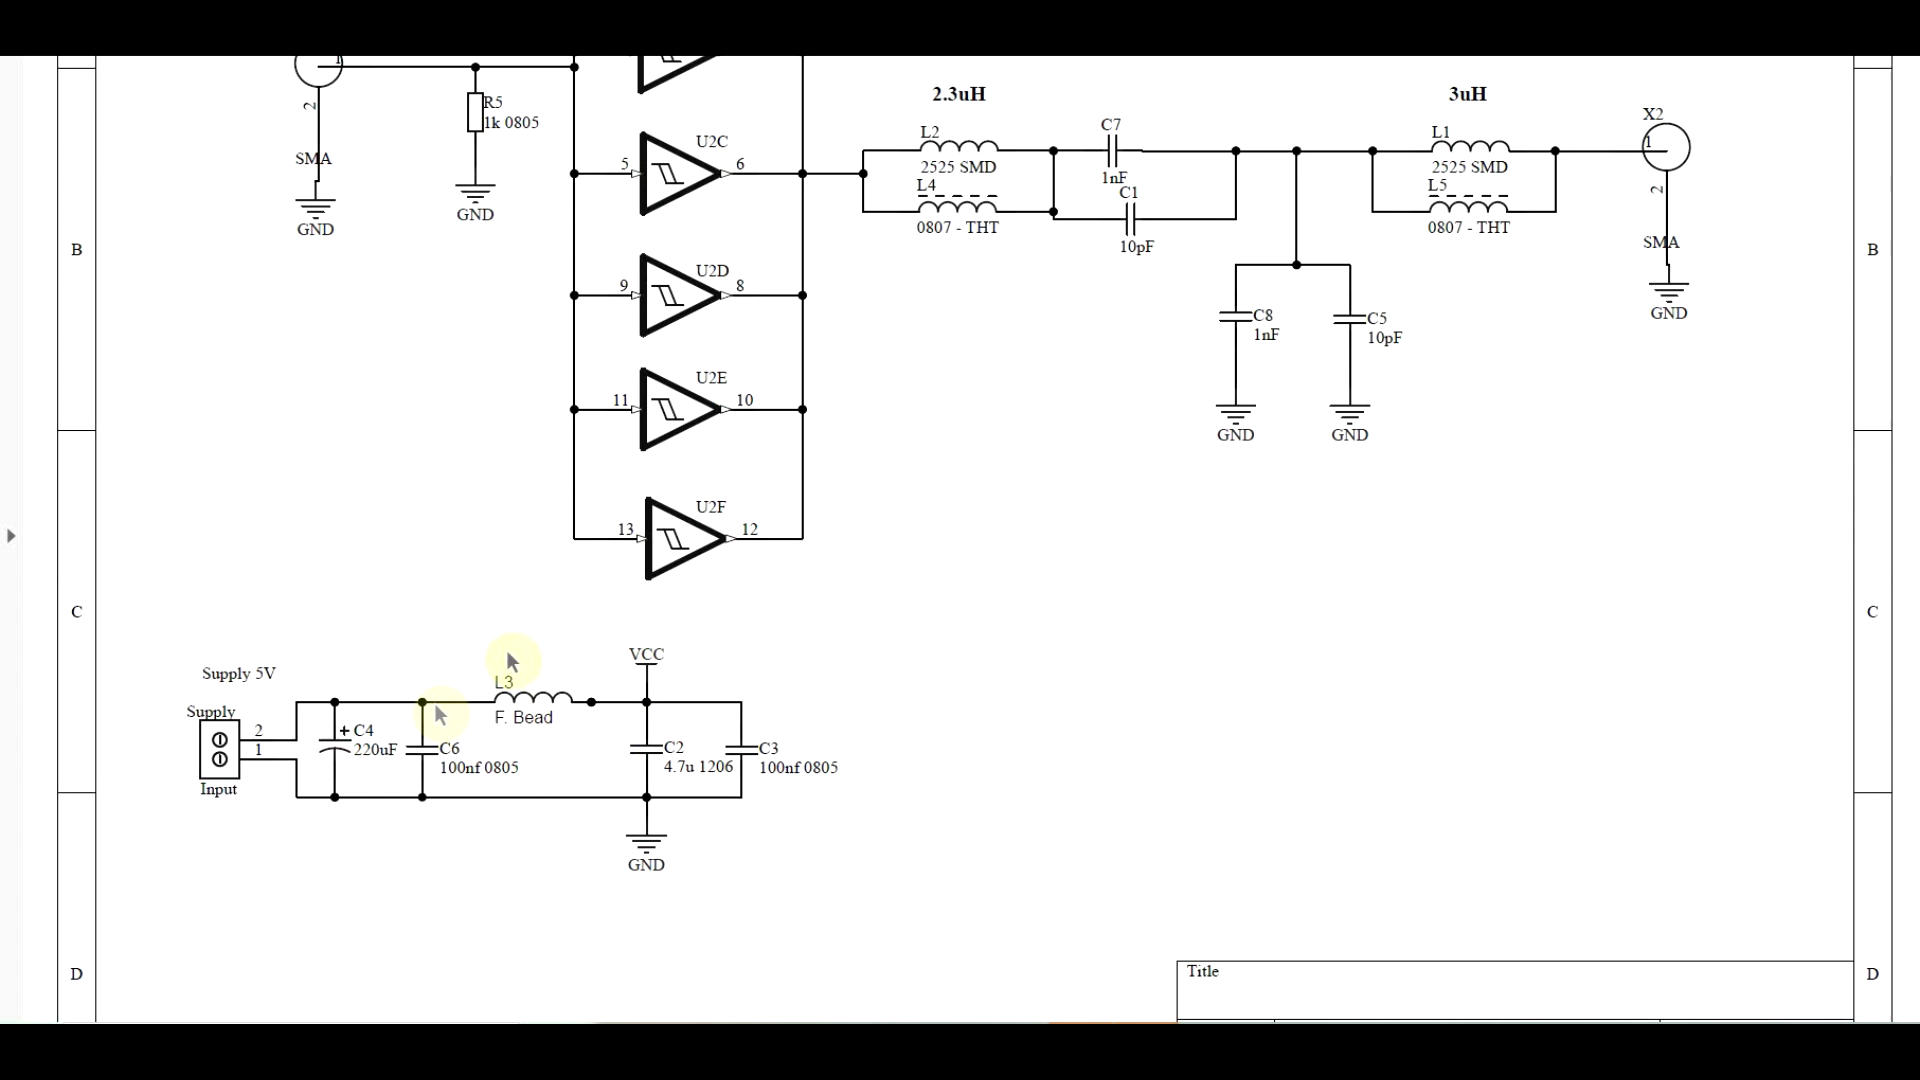 1
2
SMA
GND
R5
1k 0805
GND
U2C
5
6
U2D
9
8
U2E
11
10
U2F
13
12
2.3uH
L2
2525 SMD
L4
0807 - THT
C7
1nF
C1
10pF
C8
1nF
GND
C5
10pF
GND
3uH
L1
2525 SMD
L5
0807 - THT
X2
1
2
SMA
GND
B
B
C
C
D
D
Supply 5V
Supply
2
1
Input
+ C4
220uF
C6
100nf 0805
L3
F. Bead
VCC
C2
4.7u 1206
C3
100nf 0805
GND
Title